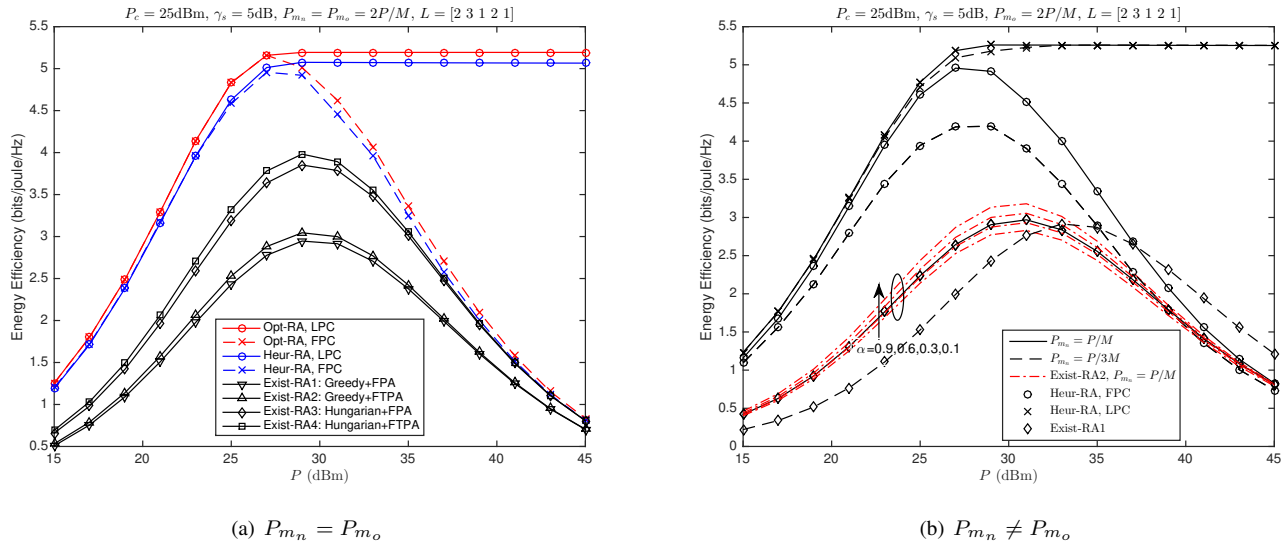 P_c = 25dBm, γ_s = 5dB, P_{m_n} = P_{m_o} = 2P/M, L = [2 3 1 2 1]
Energy Efficiency (bits/joule/Hz)
5.5
5
4.5
4
3.5
3
2.5
2
1.5
1
0.5
Opt-RA, LPC
Opt-RA, FPC
Heur-RA, LPC
Heur-RA, FPC
Exist-RA1: Greedy+FPA
Exist-RA2: Greedy+FTPA
Exist-RA3: Hungarian+FPA
Exist-RA4: Hungarian+FTPA
15 20 25 30 35 40 45
P (dBm)
(a) P_{m_n} = P_{m_o}
P_c = 25dBm, γ_s = 5dB, P_{m_o} = 2P/M, L = [2 3 1 2 1]
Energy Efficiency (bits/joule/Hz)
5.5
5
4.5
4
3.5
3
2.5
2
1.5
1
0.5
0
α=0.9,0.6,0.3,0.1
P_{m_n} = P/M
P_{m_n} = P/3M
Exist-RA2, P_{m_n} = P/M
Heur-RA, FPC
Heur-RA, LPC
Exist-RA1
15 20 25 30 35 40 45
P (dBm)
(b) P_{m_n} ≠ P_{m_o}